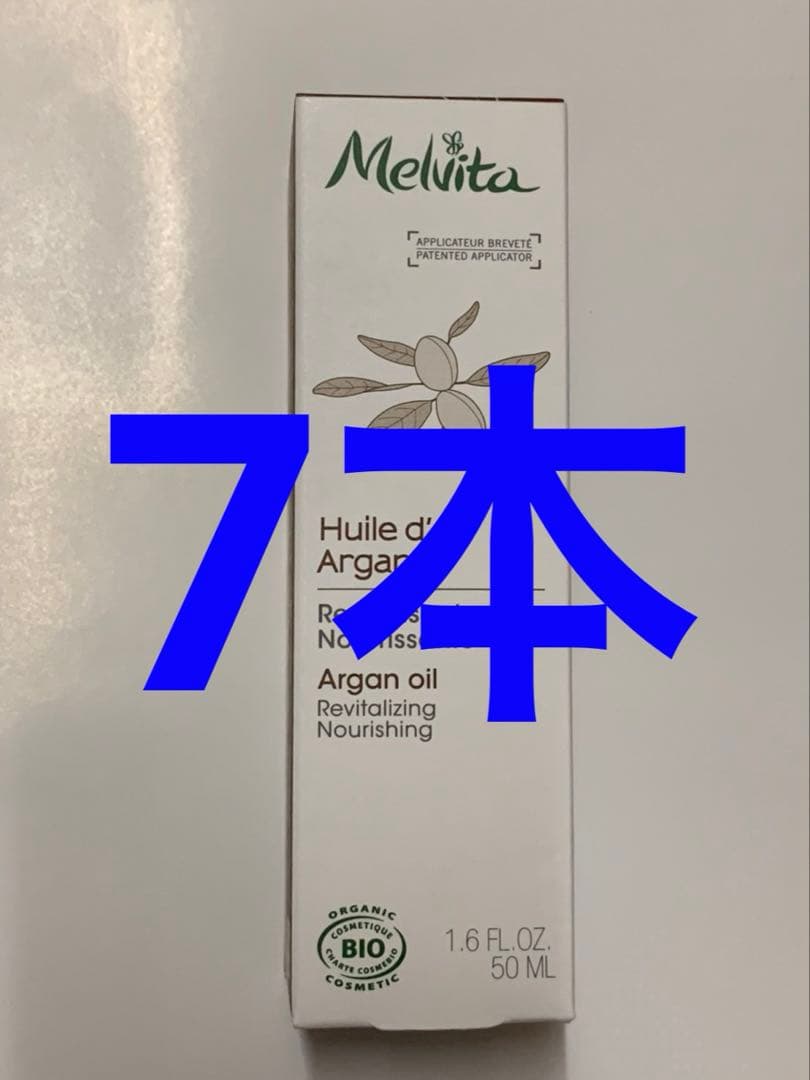 Melvita
APPLICATEUR BREVETÉ
PATENTED APPLICATOR
7本
Huile d'
Argan
Argan oil
Revitalizing
Nourishing
ORGANIC
COSMETIQUE
BIO
CHARTE COSMEBIO
COSMETIC
1.6 FL.OZ.
50 ML